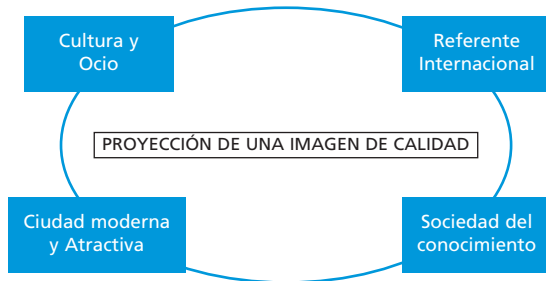 Cultura y
Ocio
Referente
Internacional
PROYECCIÓN DE UNA IMAGEN DE CALIDAD
Ciudad moderna
y Atractiva
Sociedad del
conocimiento